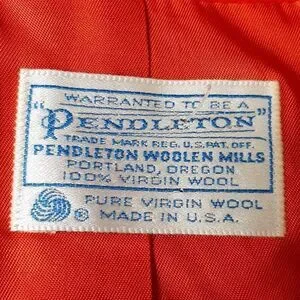 WARRANTED TO BE A
"PENDLETON"
TRADE MARK REG. U.S. PAT. OFF.
PENDLETON WOOLEN MILLS
PORTLAND, OREGON
100% VIRGIN WOOL
® PURE VIRGIN WOOL
MADE IN U.S.A.